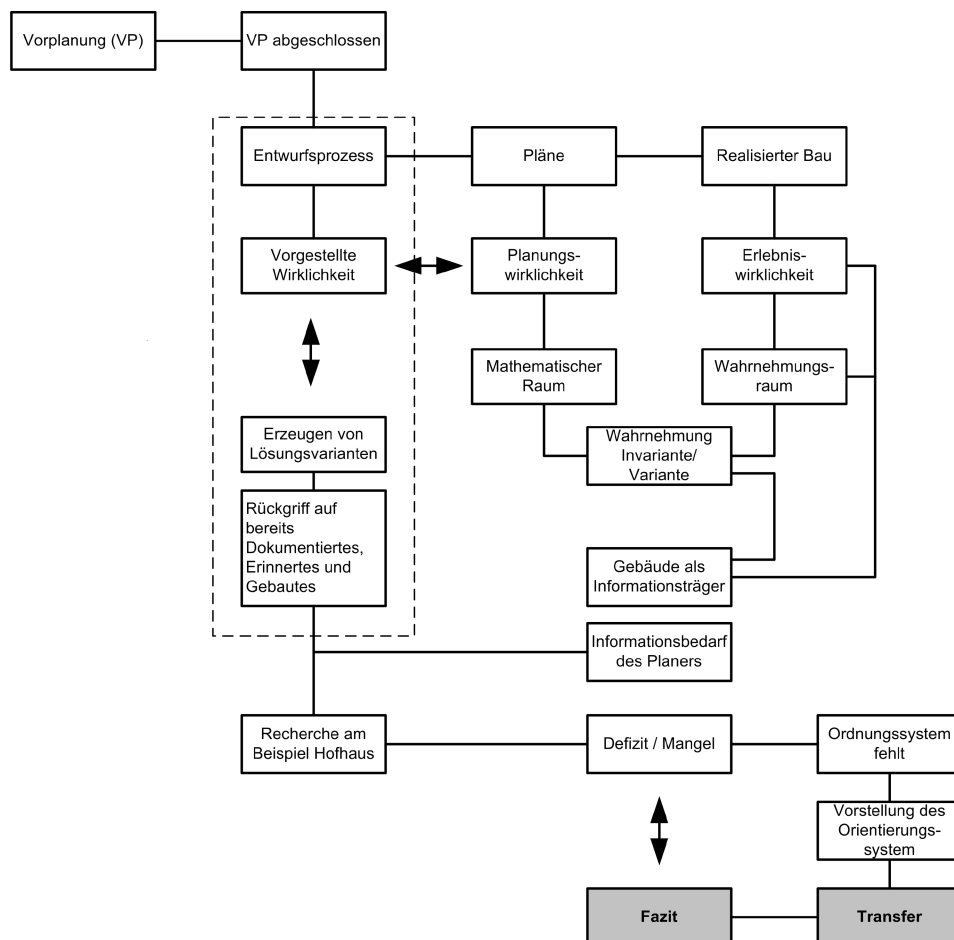 Vorplanung (VP)
VP abgeschlossen
Entwurfsprozess
Pläne
Realisierter Bau
Vorgestellte
Wirklichkeit
Planungs-
wirklichkeit
Erlebnis-
wirklichkeit
Mathematischer
Raum
Wahrnehmungs-
raum
Erzeugen von
Lösungsvarianten
Wahrnehmung
Invariante/
Variante
Rückgriff auf
bereits
Dokumentiertes,
Erinnertes und
Gebautes
Gebäude als
Informationsträger
Informationsbedarf
des Planers
Recherche am
Beispiel Hofhaus
Defizit / Mangel
Ordnungssystem
fehlt
Vorstellung des
Orientierungs-
system
Fazit
Transfer